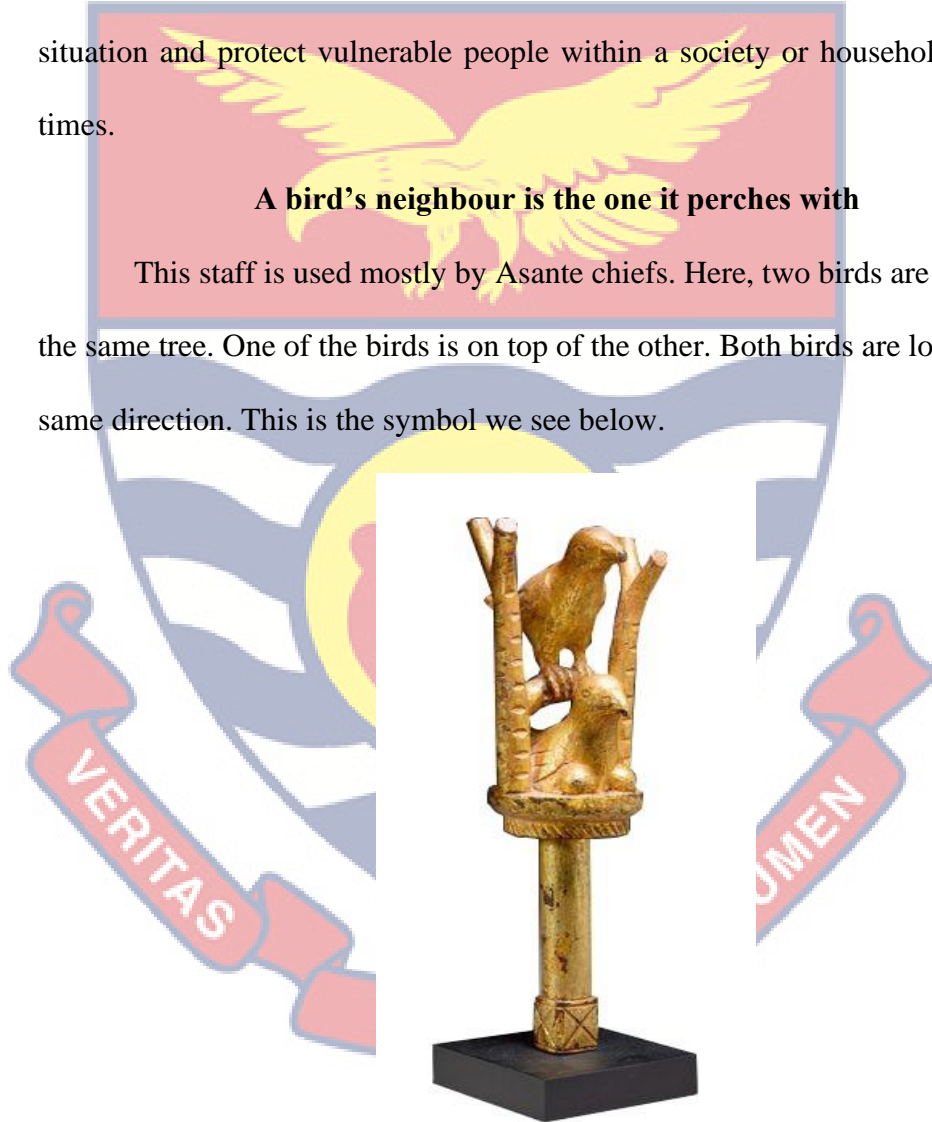 situation and protect vulnerable people within a society or househol
times.
A bird’s neighbour is the one it perches with
This staff is used mostly by Asante chiefs. Here, two birds are
the same tree. One of the birds is on top of the other. Both birds are lo
same direction. This is the symbol we see below.
VERITAS
UMEN